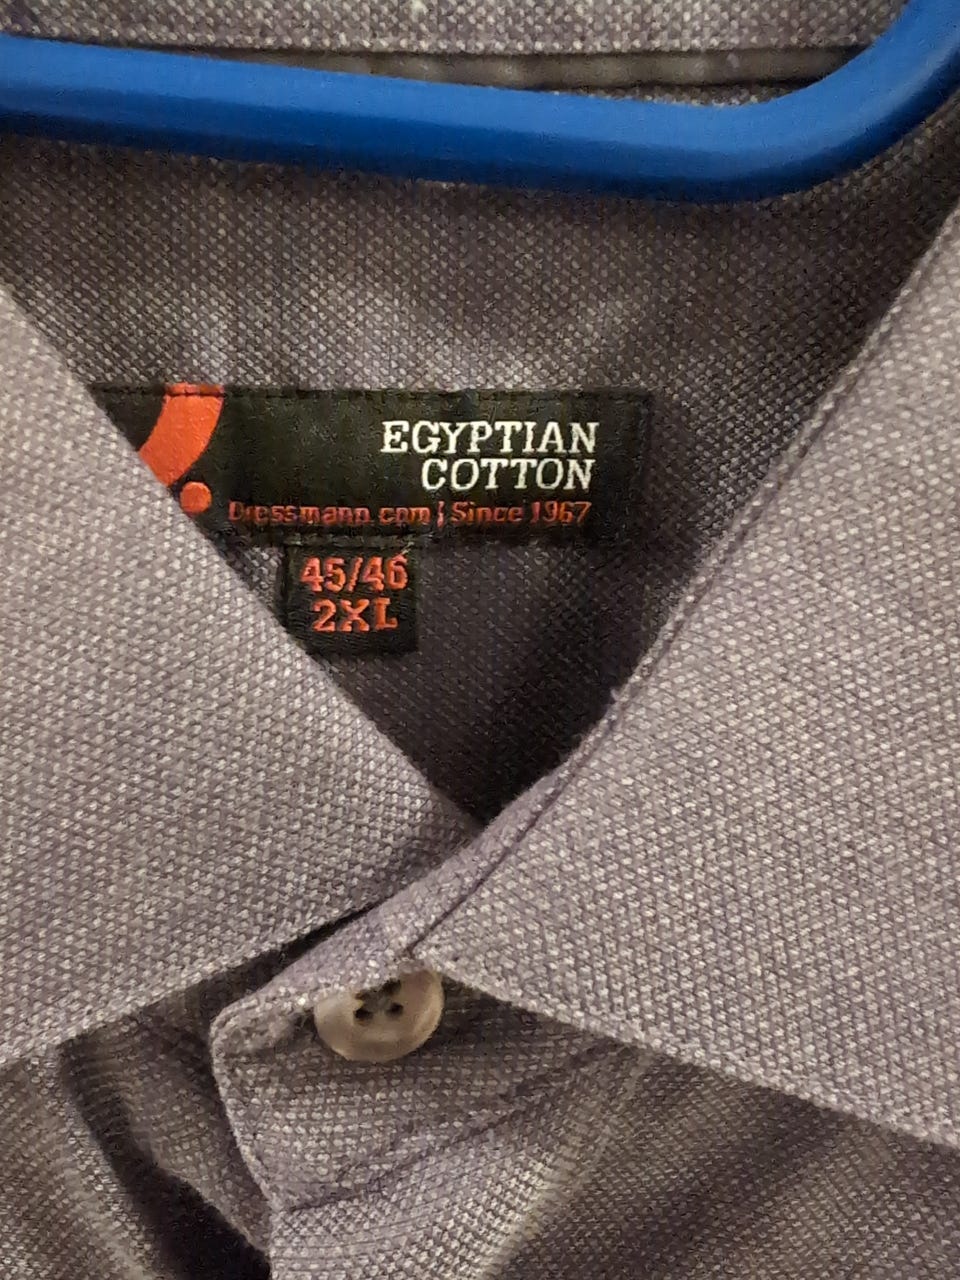 EGYPTIAN
COTTON
Dressmann.com | Since 1967
45/46
2XL